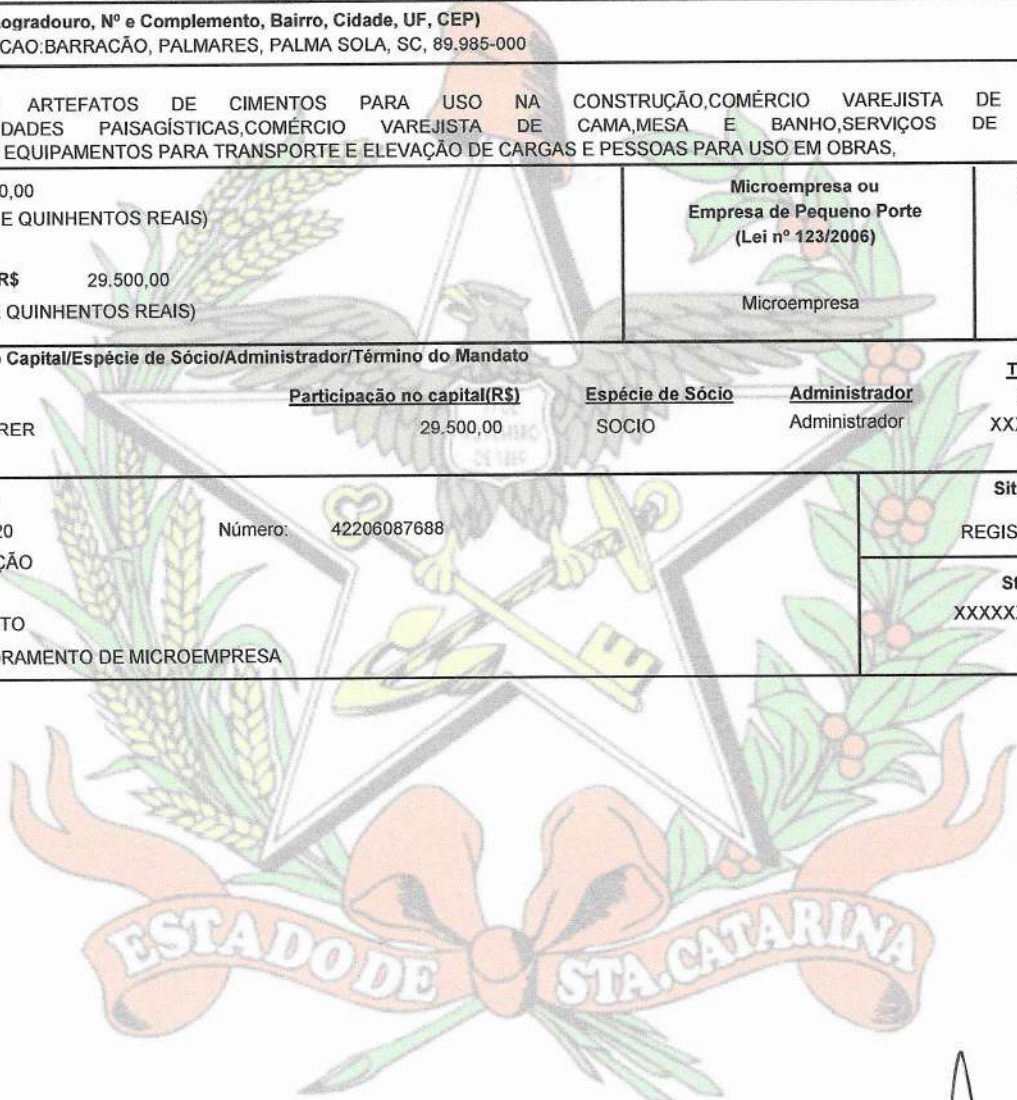 ogradouro, Nº e Complemento, Bairro, Cidade, UF, CEP)
CAO:BARRACÃO, PALMARES, PALMA SOLA, SC, 89.985-000
ARTEFATOS DE CIMENTOS PARA USO NA CONSTRUÇÃO,COMÉRCIO VAREJISTA DE
DADES PAISAGÍSTICAS,COMÉRCIO VAREJISTA DE CAMA,MESA E BANHO,SERVIÇOS DE
EQUIPAMENTOS PARA TRANSPORTE E ELEVAÇÃO DE CARGAS E PESSOAS PARA USO EM OBRAS,
0,00
E QUINHENTOS REAIS)
R$ 29.500,00
QUINHENTOS REAIS)
Microempresa ou
Empresa de Pequeno Porte
(Lei nº 123/2006)
Microempresa
Capital/Espécie de Sócio/Administrador/Término do Mandato
Participação no capital(R$) Espécie de Sócio Administrador T
RER 29.500,00 SOCIO Administrador XX
DE 1889
20 Número: 42206087688
ÇÃO
TO
RAMENTO DE MICROEMPRESA
Sit
REGIS
St
XXXXX
ESTADO DE STA.CATARINA